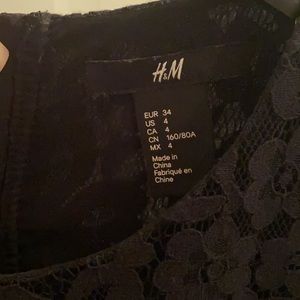 H&M
EUR 34
US 4
CA 4
CN 160/80A
MX 4
Made in
China
Fabriqué en
Chine